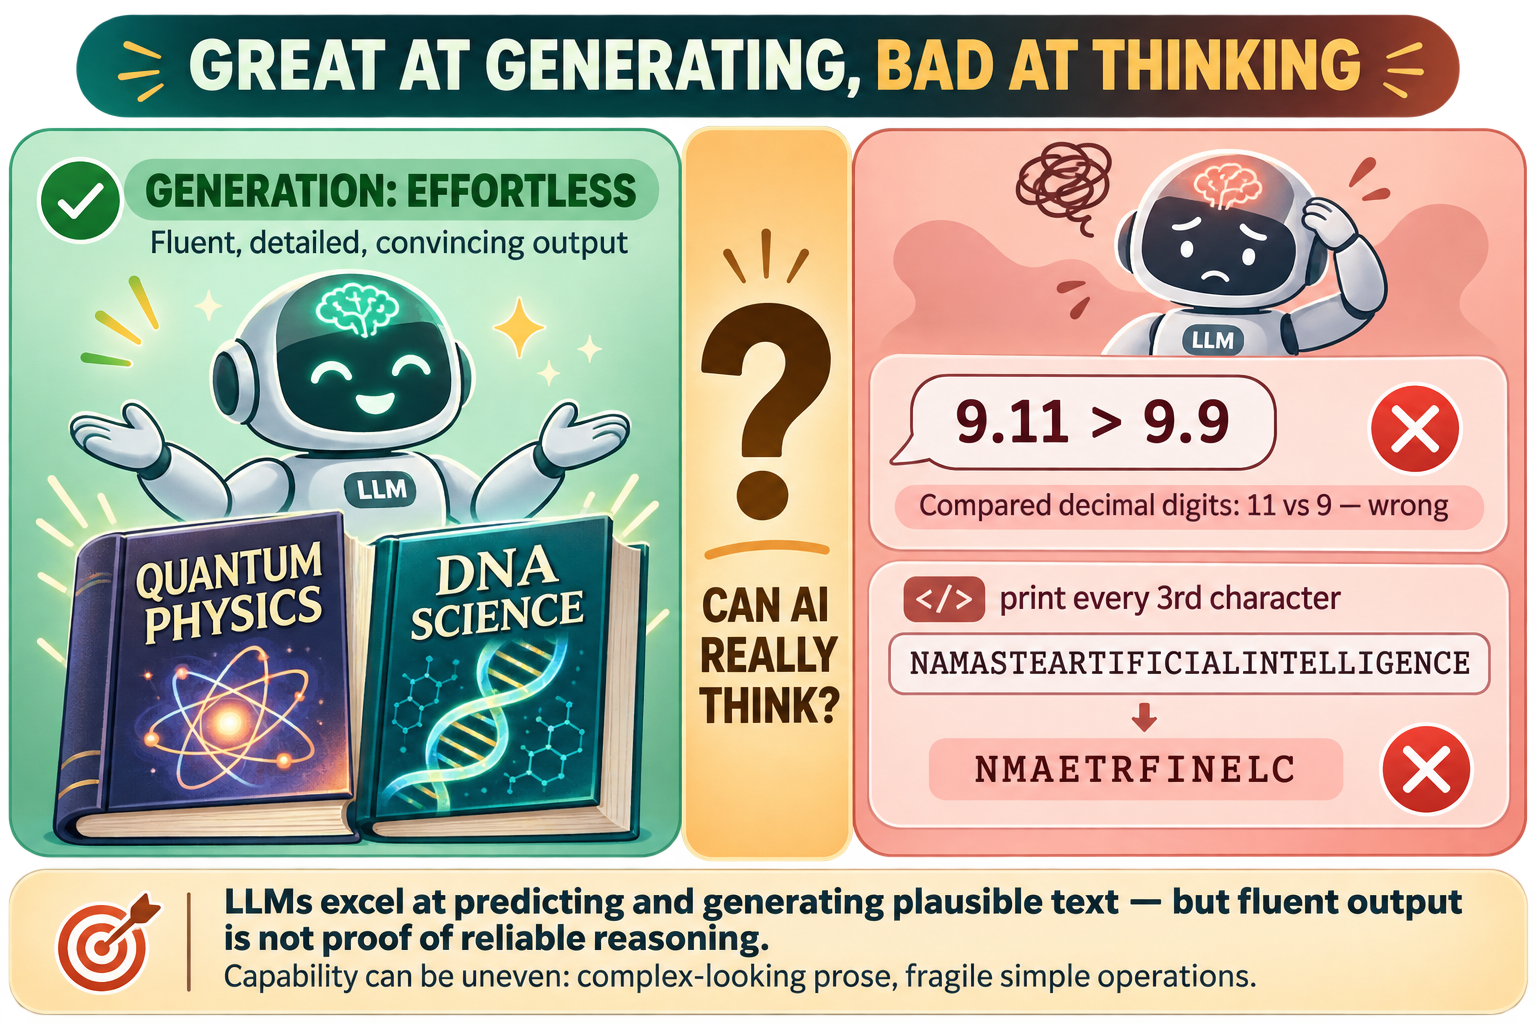 GREAT AT GENERATING, BAD AT THINKING
GENERATION: EFFORTLESS
Fluent, detailed, convincing output
LLM
QUANTUM
PHYSICS
DNA
SCIENCE
?
CAN AI
REALLY
THINK?
LLM
9.11 > 9.9
Compared decimal digits: 11 vs 9 — wrong
</> print every 3rd character
NAMASTEARTIFICIALINTELLIGENCE
NMAETRFINELC
LLMs excel at predicting and generating plausible text — but fluent output
is not proof of reliable reasoning.
Capability can be uneven: complex-looking prose, fragile simple operations.